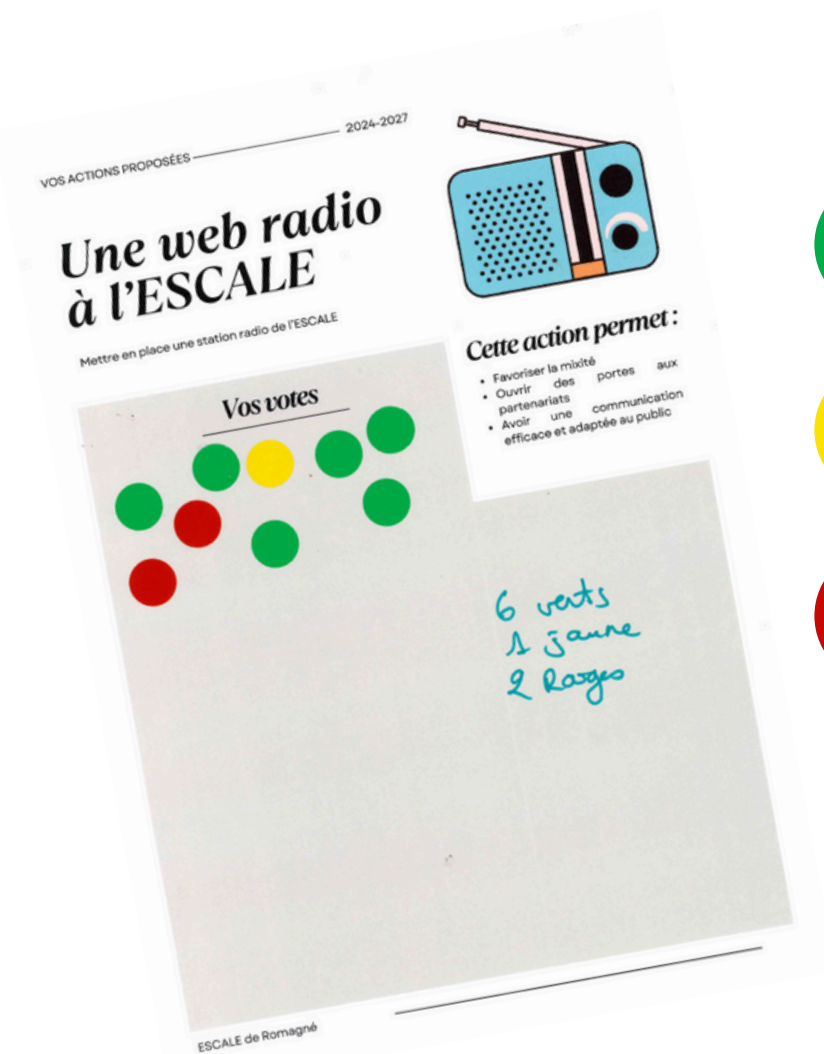 VOS ACTIONS PROPOSÉES
2024-2027
Une web radio
à l'ESCALE
Mettre en place une station radio de l'ESCALE
Cette action permet :
• Favoriser la mixité
• Ouvrir des portes aux
partenariats
• Avoir une communication
efficace et adaptée au public
Vos votes
6 verts
1 jaune
2 Rouges
ESCALE de Romagné